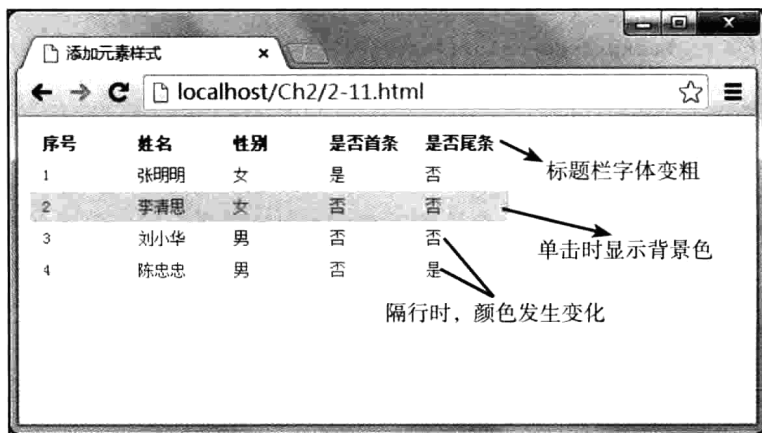 添加元素样式
localhost/Ch2/2-11.html
序号 姓名 性别 是否首条 是否尾条
1 张明明 女 是 否
2 李清思 女 否 否
3 刘小华 男 否 否
4 陈忠忠 男 否 是
标题栏字体变粗
单击时显示背景色
隔行时，颜色发生变化